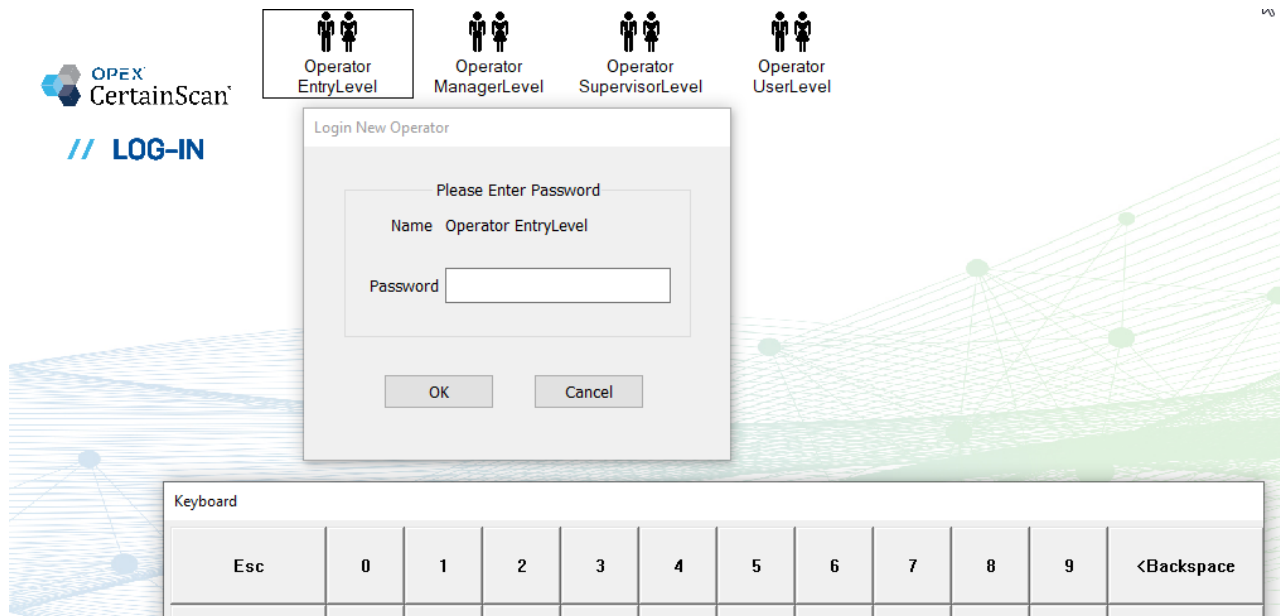 Operator
EntryLevel
Operator
ManagerLevel
Operator
SupervisorLevel
Operator
UserLevel
OPEX
CertainScan
// LOG-IN
Login New Operator
Please Enter Password
Name Operator EntryLevel
Password
OK Cancel
Keyboard
Esc 0 1 2 3 4 5 6 7 8 9 <Backspace